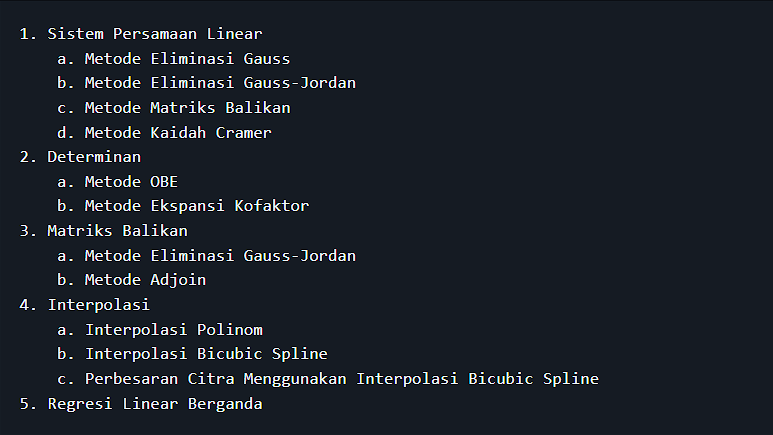 1. Sistem Persamaan Linear
a. Metode Eliminasi Gauss
b. Metode Eliminasi Gauss-Jordan
c. Metode Matriks Balikan
d. Metode Kaidah Cramer
2. Determinan
a. Metode OBE
b. Metode Ekspansi Kofaktor
3. Matriks Balikan
a. Metode Eliminasi Gauss-Jordan
b. Metode Adjoin
4. Interpolasi
a. Interpolasi Polinom
b. Interpolasi Bicubic Spline
c. Perbesaran Citra Menggunakan Interpolasi Bicubic Spline
5. Regresi Linear Berganda